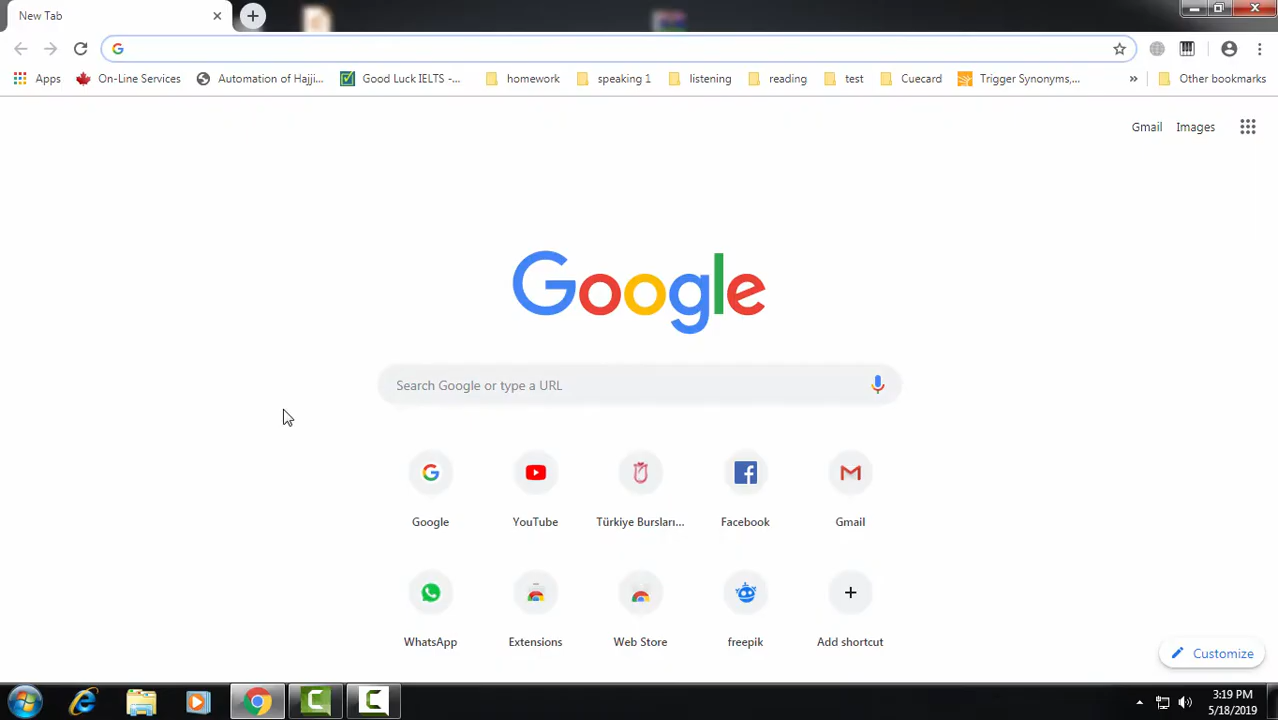 New Tab
Apps On-Line Services Automation of Hajji... Good Luck IELTS -... homework speaking 1 listening reading test Cuecard Trigger Synonyms,... » Other bookmarks
Gmail Images
Google
Search Google or type a URL
Google YouTube Türkiye Bursları... Facebook Gmail
WhatsApp Extensions Web Store freepik Add shortcut
Customize
3:19 PM
5/18/2019